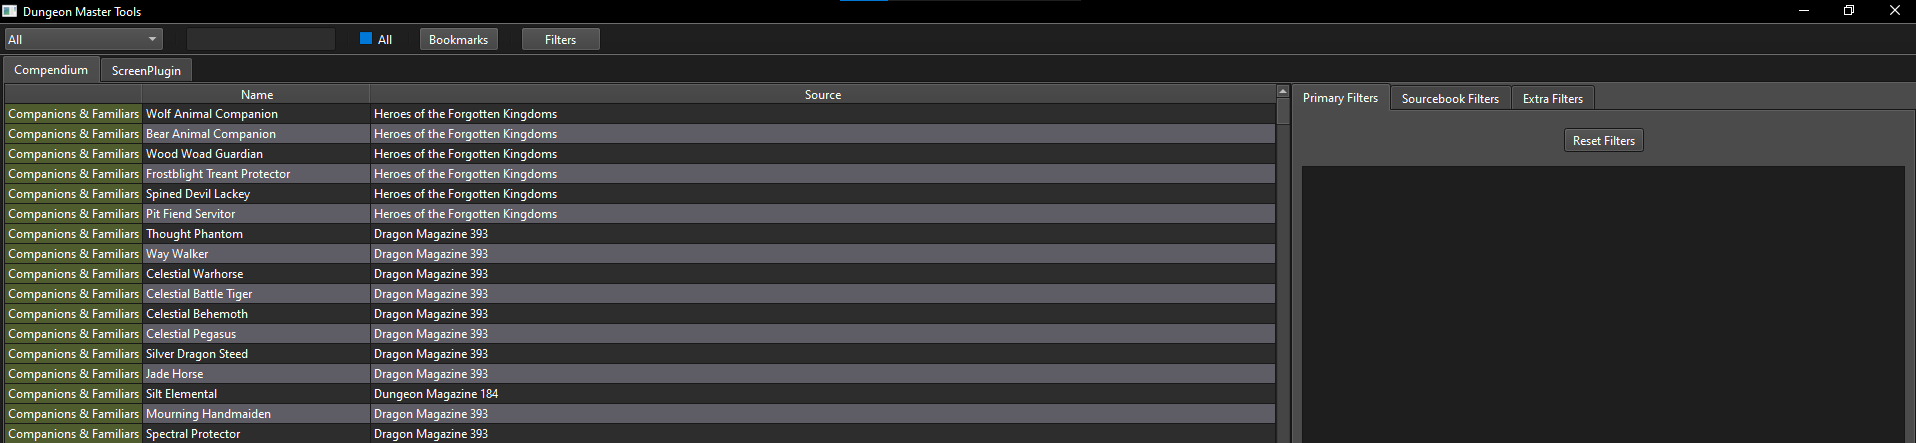 Dungeon Master Tools
All All Bookmarks Filters
Compendium ScreenPlugin
Name Source
Companions & Familiars Wolf Animal Companion Heroes of the Forgotten Kingdoms
Companions & Familiars Bear Animal Companion Heroes of the Forgotten Kingdoms
Companions & Familiars Wood Woad Guardian Heroes of the Forgotten Kingdoms
Companions & Familiars Frostblight Treant Protector Heroes of the Forgotten Kingdoms
Companions & Familiars Spined Devil Lackey Heroes of the Forgotten Kingdoms
Companions & Familiars Pit Fiend Servitor Heroes of the Forgotten Kingdoms
Companions & Familiars Thought Phantom Dragon Magazine 393
Companions & Familiars Way Walker Dragon Magazine 393
Companions & Familiars Celestial Warhorse Dragon Magazine 393
Companions & Familiars Celestial Battle Tiger Dragon Magazine 393
Companions & Familiars Celestial Behemoth Dragon Magazine 393
Companions & Familiars Celestial Pegasus Dragon Magazine 393
Companions & Familiars Silver Dragon Steed Dragon Magazine 393
Companions & Familiars Jade Horse Dragon Magazine 393
Companions & Familiars Silt Elemental Dungeon Magazine 184
Companions & Familiars Mourning Handmaiden Dragon Magazine 393
Companions & Familiars Spectral Protector Dragon Magazine 393
Primary Filters Sourcebook Filters Extra Filters
Reset Filters